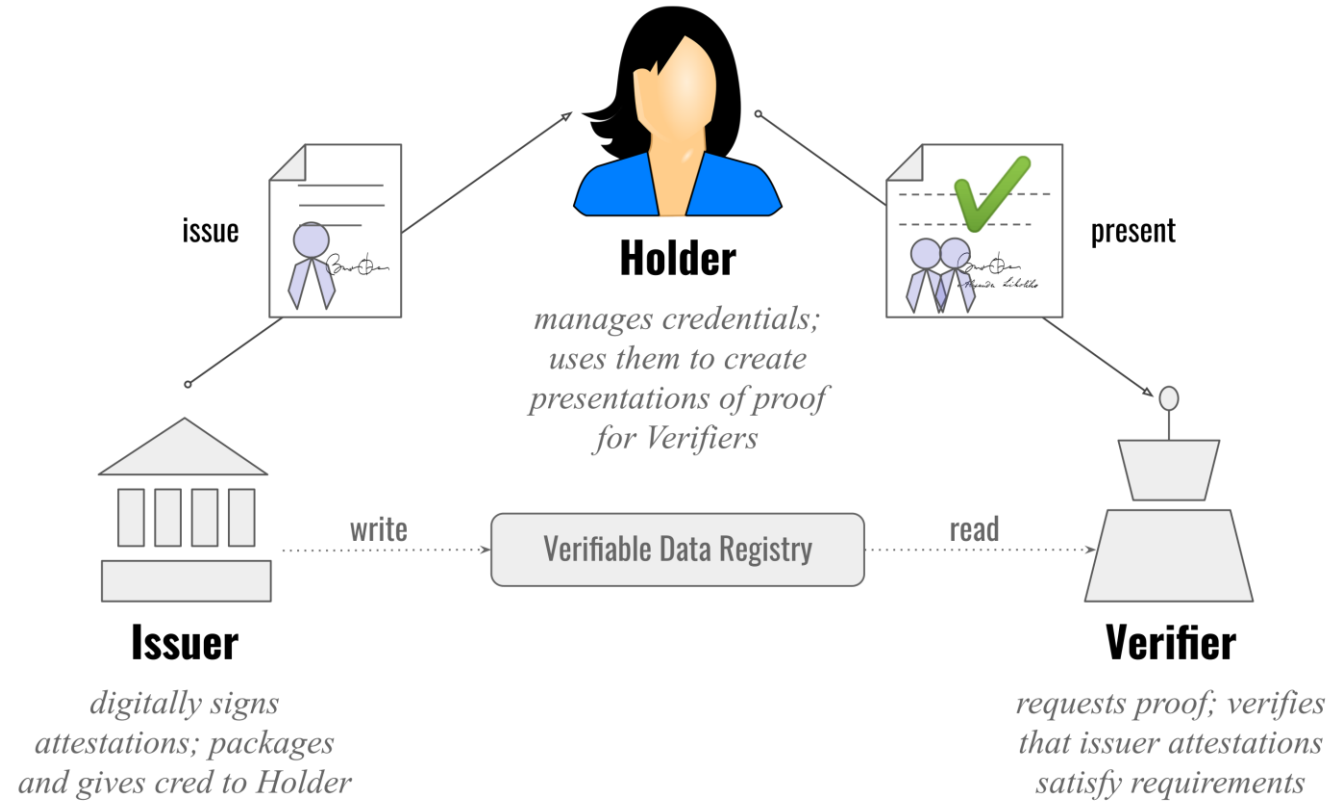 issue
present
Holder
manages credentials;
uses them to create
presentations of proof
for Verifiers
write
Verifiable Data Registry
read
Issuer
digitally signs
attestations; packages
and gives cred to Holder
Verifier
requests proof; verifies
that issuer attestations
satisfy requirements